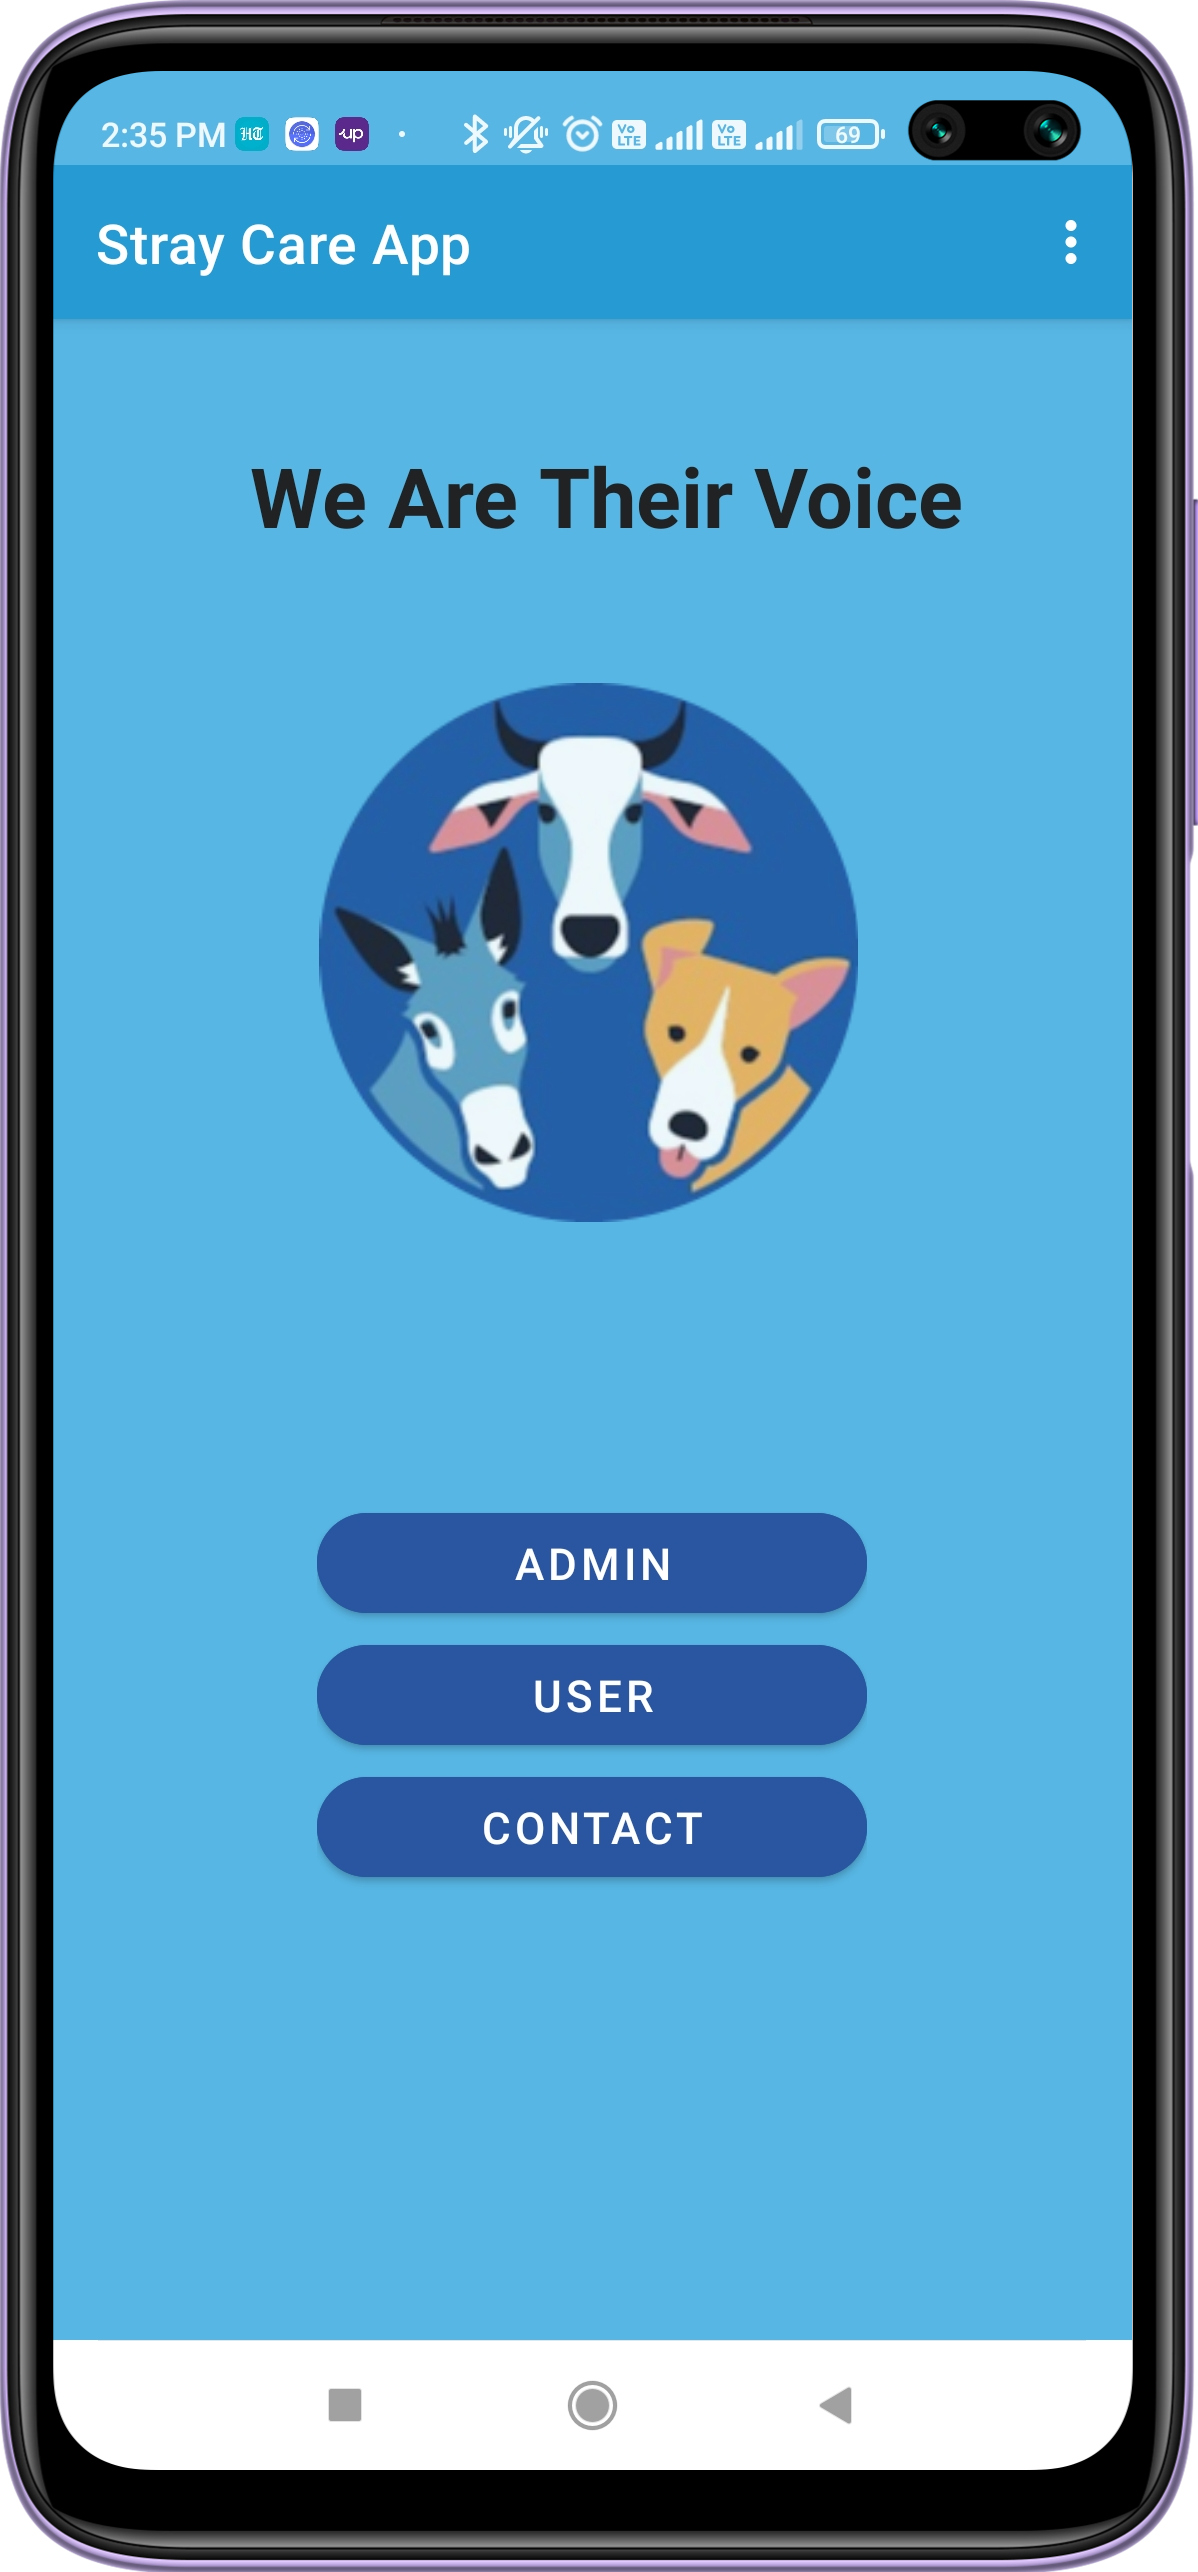 2:35 PM HT up Vo LTE Vo LTE 69
Stray Care App
We Are Their Voice
ADMIN
USER
CONTACT